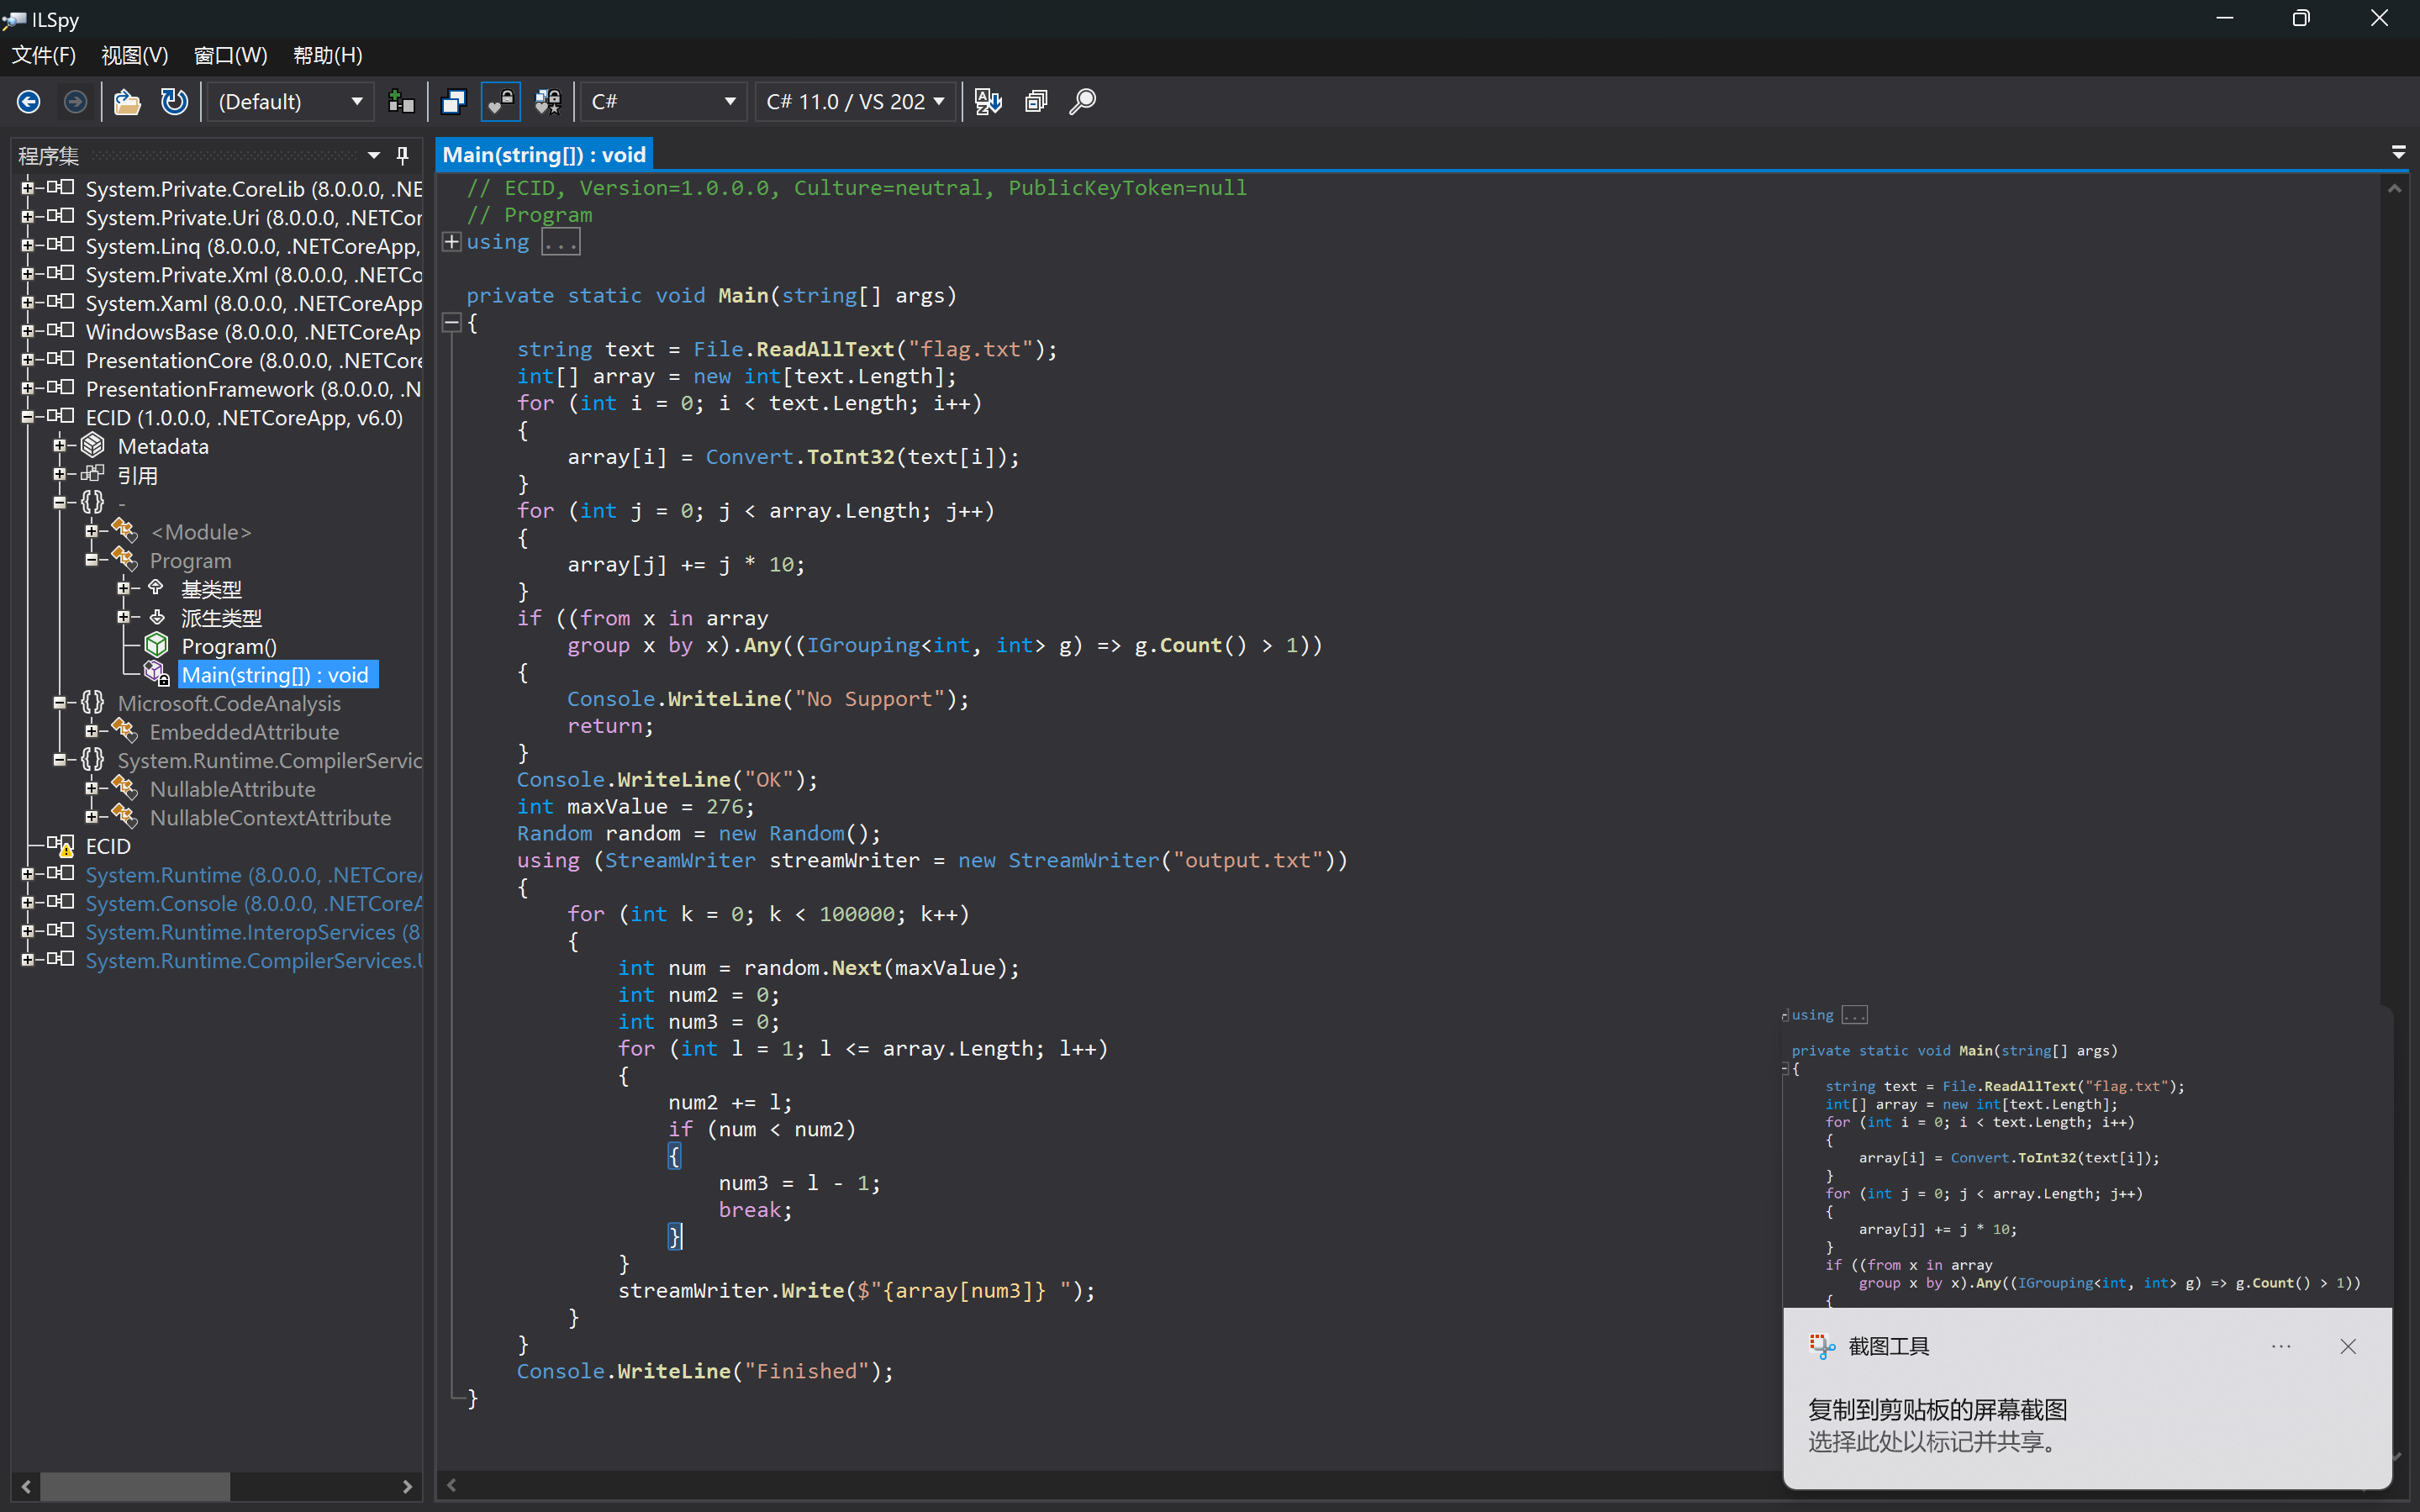 ILSpy
文件(F) 视图(V) 窗口(W) 帮助(H)
(Default) C# C# 11.0 / VS 202
程序集
System.Private.CoreLib (8.0.0.0, .NE
System.Private.Uri (8.0.0.0, .NETCor
System.Linq (8.0.0.0, .NETCoreApp,
System.Private.Xml (8.0.0.0, .NETCo
System.Xaml (8.0.0.0, .NETCoreApp
WindowsBase (8.0.0.0, .NETCoreAp
PresentationCore (8.0.0.0, .NETCore
PresentationFramework (8.0.0.0, .N
ECID (1.0.0.0, .NETCoreApp, v6.0)
Metadata
引用
{} -
<Module>
Program
基类型
派生类型
Program()
Main(string[]) : void
{} Microsoft.CodeAnalysis
EmbeddedAttribute
{} System.Runtime.CompilerServic
NullableAttribute
NullableContextAttribute
ECID
System.Runtime (8.0.0.0, .NETCore
System.Console (8.0.0.0, .NETCore
System.Runtime.InteropServices (8.
System.Runtime.CompilerServices.
Main(string[]) : void
// ECID, Version=1.0.0.0, Culture=neutral, PublicKeyToken=null
// Program
using ...
private static void Main(string[] args)
{
string text = File.ReadAllText("flag.txt");
int[] array = new int[text.Length];
for (int i = 0; i < text.Length; i++)
{
array[i] = Convert.ToInt32(text[i]);
}
for (int j = 0; j < array.Length; j++)
{
array[j] += j * 10;
}
if ((from x in array
group x by x).Any((IGrouping<int, int> g) => g.Count() > 1))
{
Console.WriteLine("No Support");
return;
}
Console.WriteLine("OK");
int maxValue = 276;
Random random = new Random();
using (StreamWriter streamWriter = new StreamWriter("output.txt"))
{
for (int k = 0; k < 100000; k++)
{
int num = random.Next(maxValue);
int num2 = 0;
int num3 = 0;
for (int l = 1; l <= array.Length; l++)
{
num2 += l;
if (num < num2)
{
num3 = l - 1;
break;
}
}
streamWriter.Write($"{array[num3]} ");
}
}
Console.WriteLine("Finished");
}
using ...
private static void Main(string[] args)
{
string text = File.ReadAllText("flag.txt");
int[] array = new int[text.Length];
for (int i = 0; i < text.Length; i++)
{
array[i] = Convert.ToInt32(text[i]);
}
for (int j = 0; j < array.Length; j++)
{
array[j] += j * 10;
}
if ((from x in array
group x by x).Any((IGrouping<int, int> g) => g.Count() > 1))
{
截图工具
复制到剪贴板的屏幕截图
选择此处以标记并共享。